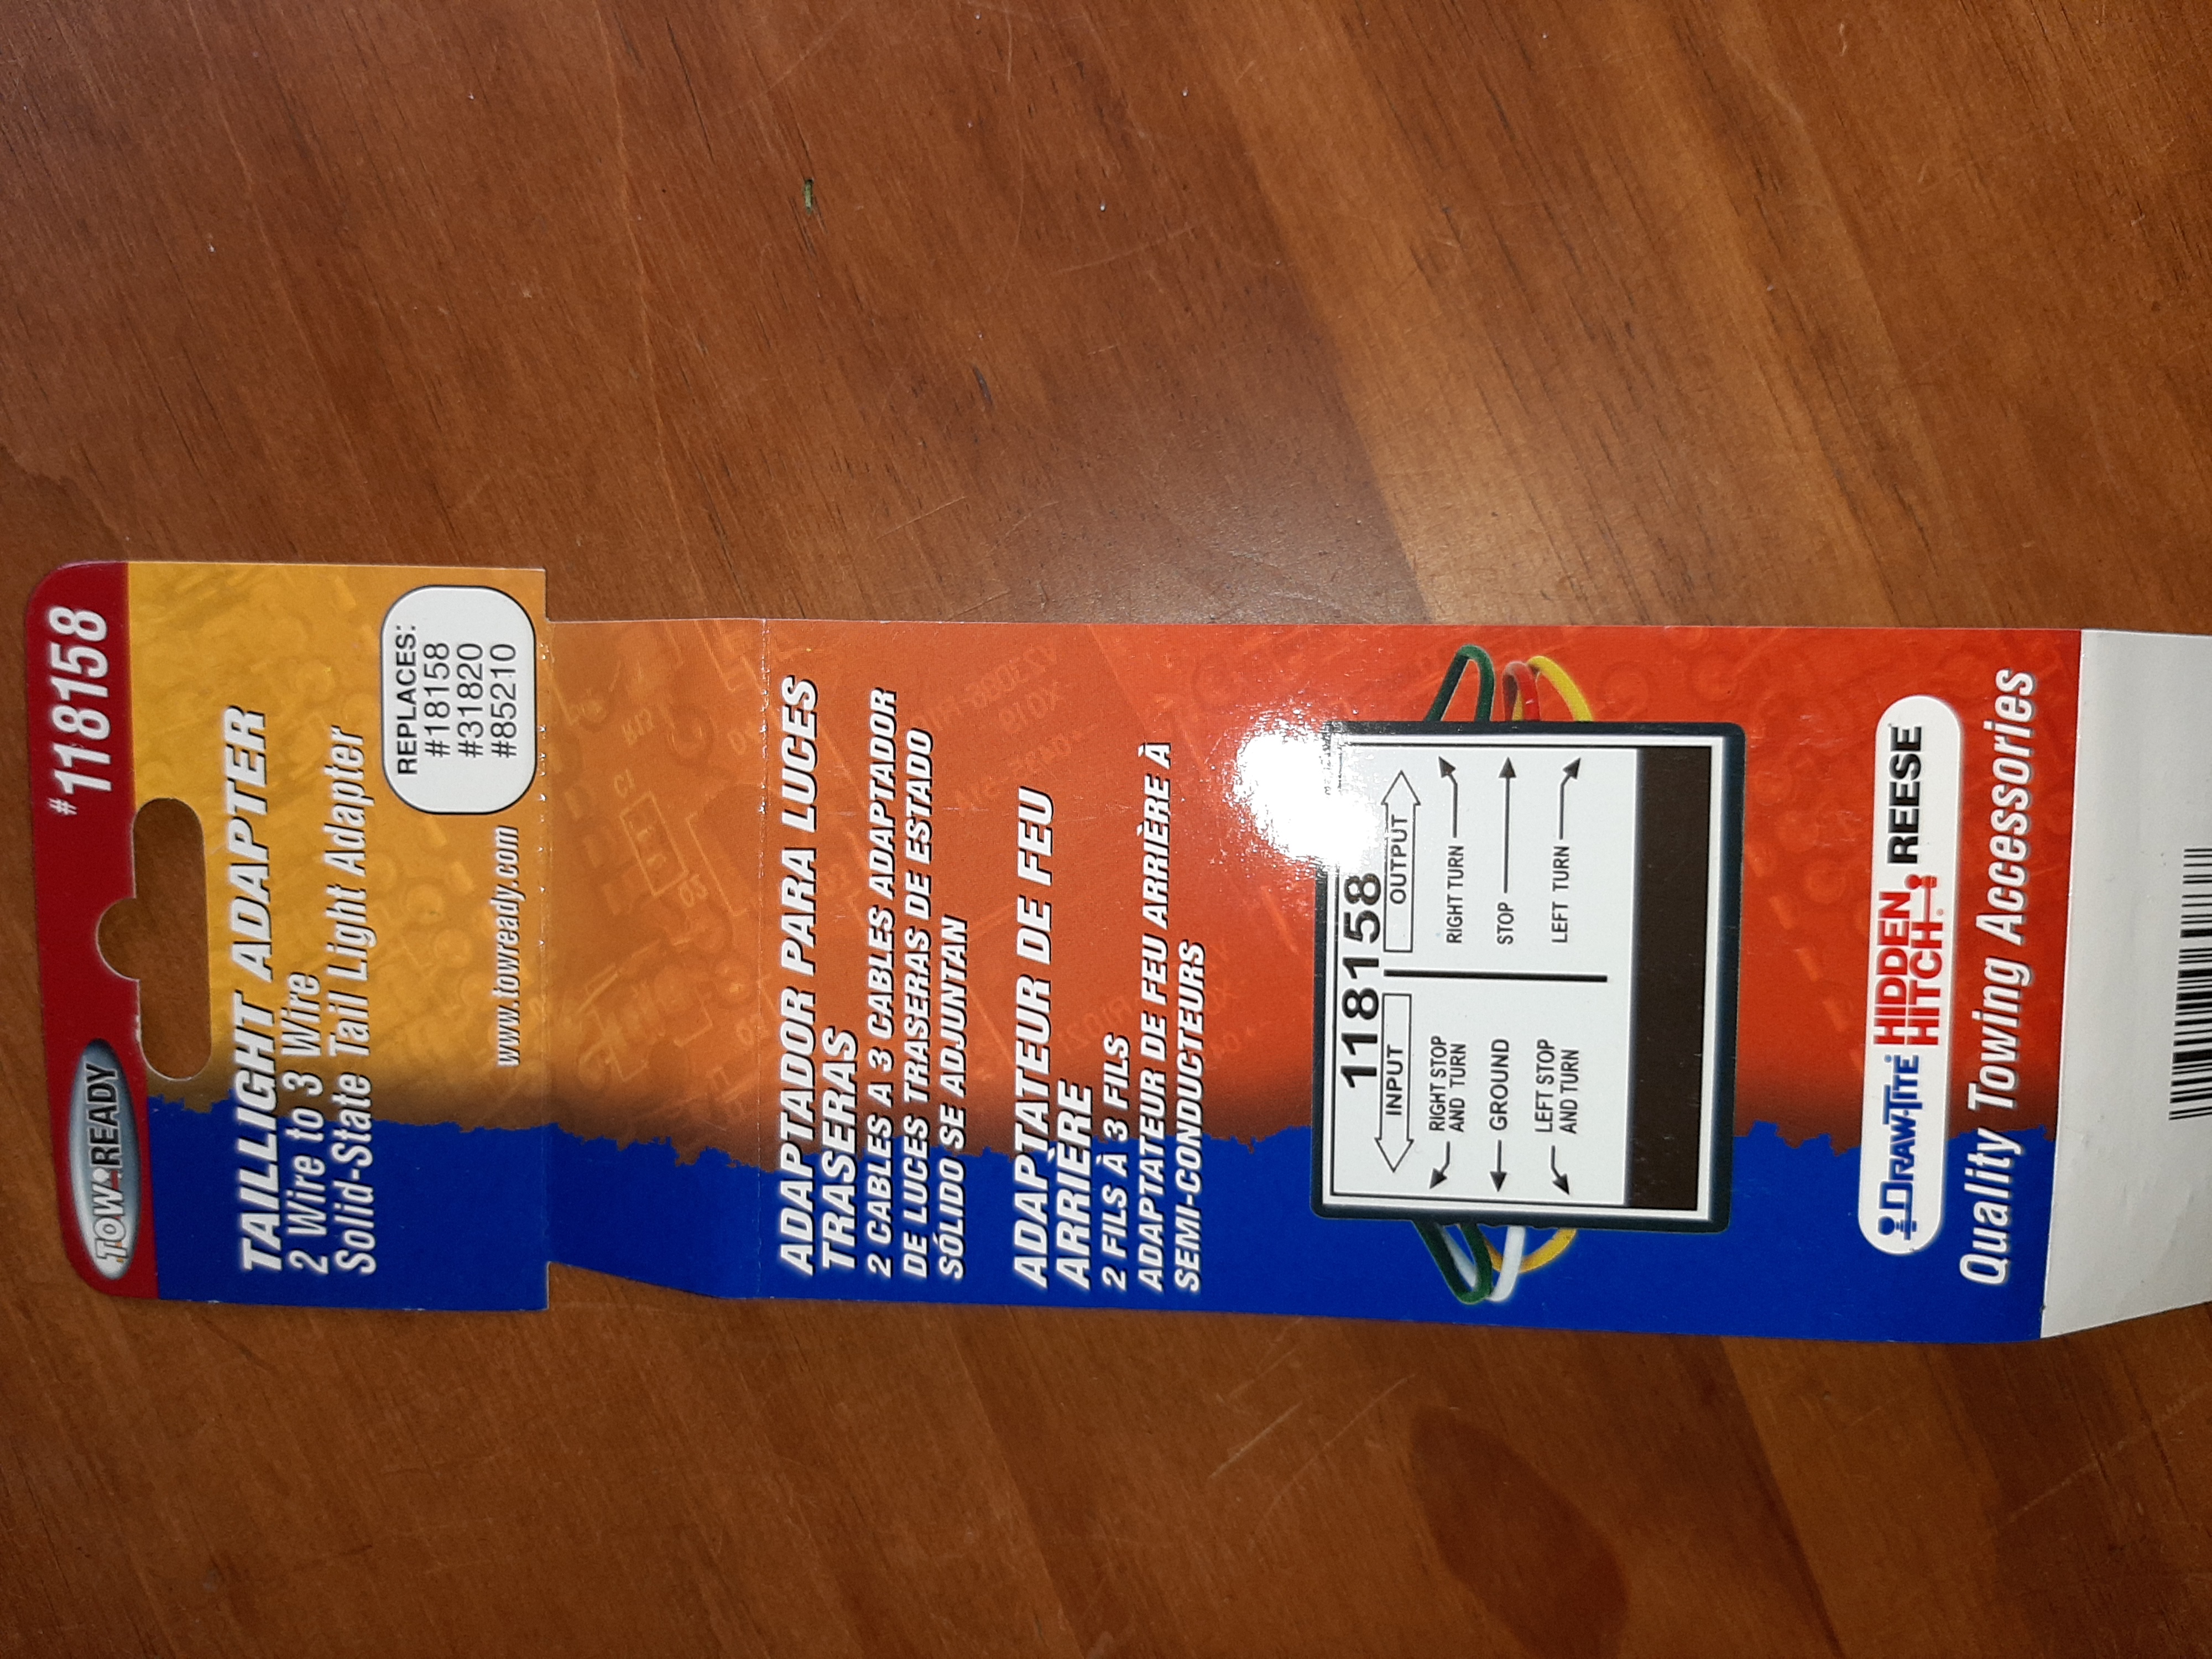 TOW READY
#118158
TAILLIGHT ADAPTER
2 Wire to 3 Wire
Solid-State Taill Light Adapter
REPLACES:
#18158
#31820
#85210
www.towready.com
ADAPTADOR PARA LUCES
TRASERAS
2 CABLES A 3 CABLES ADAPTADOR
DE LUCES TRASERAS DE ESTADO
SÓLIDO SE ADJUNTAN
ADAPTATEUR DE FEU
ARRIÈRE
2 FILS À 3 FILS
ADAPTATEUR DE FEU ARRIÈRE À
SEMI-CONDUCTEURS
118158
INPUT
OUTPUT
RIGHT STOP
AND TURN
RIGHT TURN
GROUND
STOP
LEFT STOP
AND TURN
LEFT TURN
DRAW-TITE HIDDEN HITCH® REESE
Quality Towing Accessories